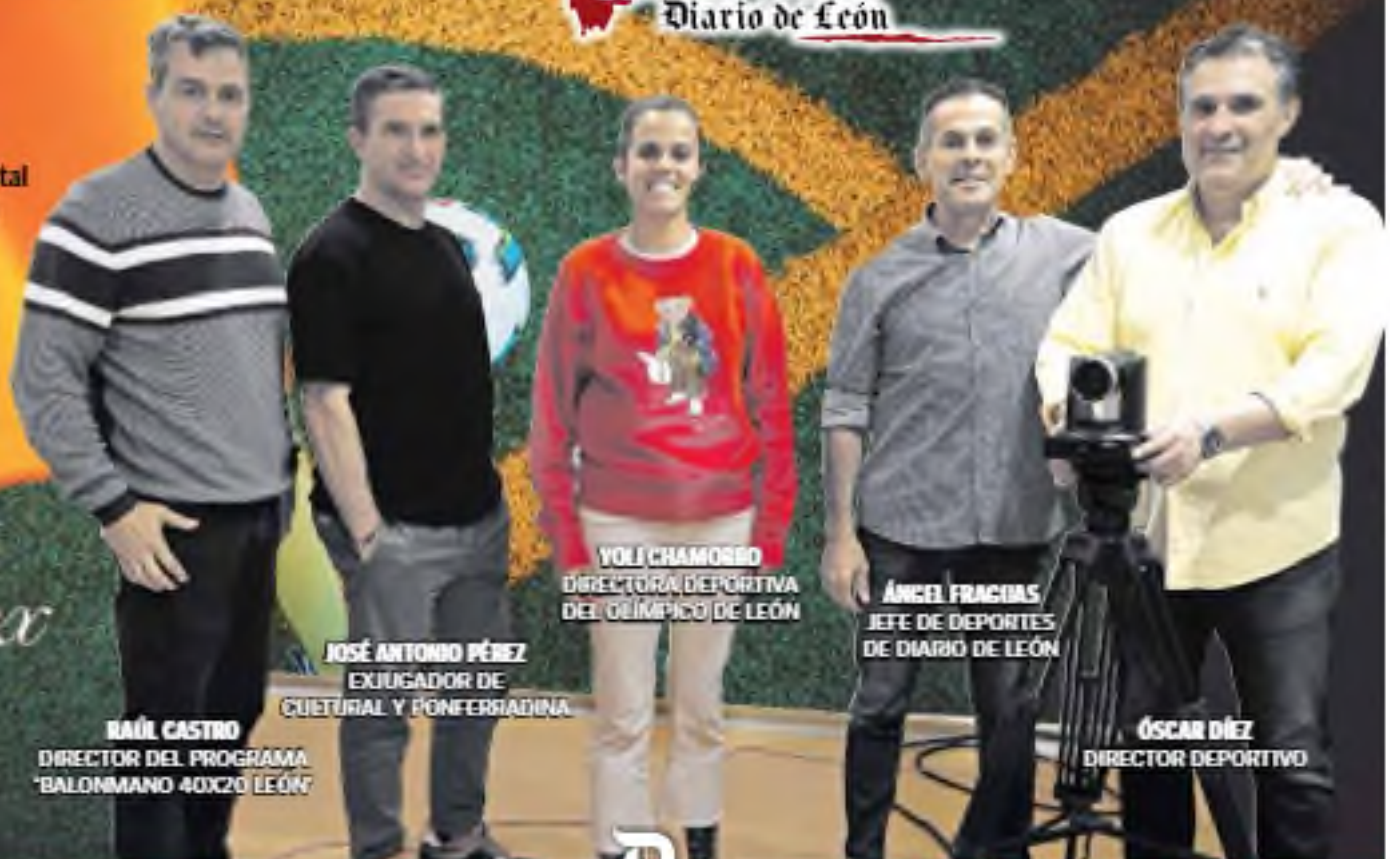 Diario de León
tal
YOLI CHAMORRO
DIRECTORA DEPORTIVA
DEL OLÍMPICO DE LEÓN
ÁNGEL FRAGUAS
JEFE DE DEPORTES
DE DIARIO DE LEÓN
JOSÉ ANTONIO PÉREZ
EXJUGADOR DE
CULTURAL Y PONFERRADINA
RAÚL CASTRO
DIRECTOR DEL PROGRAMA
"BALONMANO 40X20 LEÓN"
ÓSCAR DÍEZ
DIRECTOR DEPORTIVO